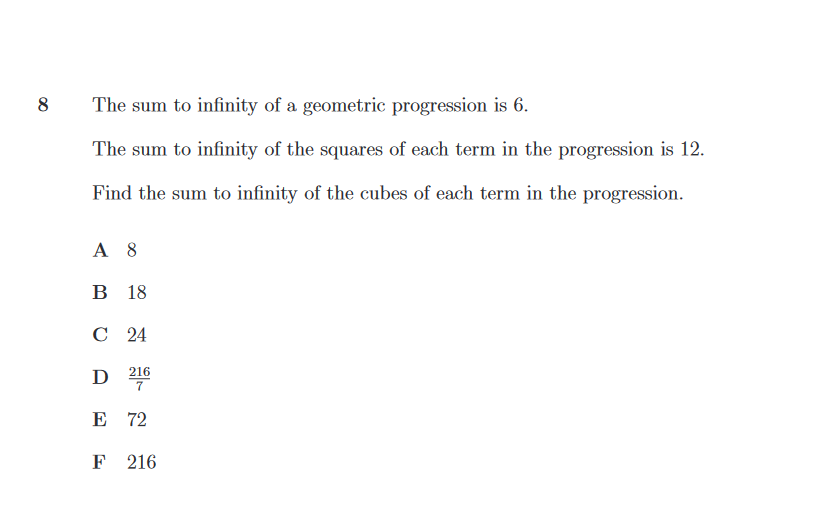 8 The sum to infinity of a geometric progression is 6.
The sum to infinity of the squares of each term in the progression is 12.
Find the sum to infinity of the cubes of each term in the progression.
A 8
B 18
C 24
D 216/7
E 72
F 216